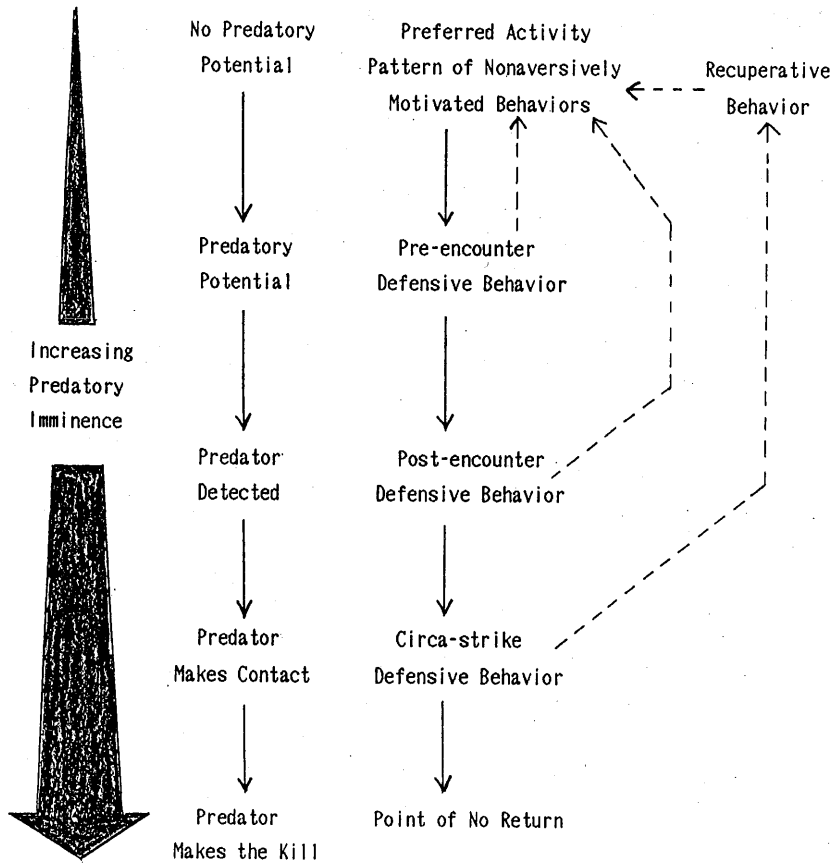 No Predatory
Potential
Preferred Activity
Pattern of Nonaversively
Motivated Behaviors
Recuperative
Behavior
Predatory
Potential
Pre-encounter
Defensive Behavior
Increasing
Predatory
Imminence
Predator
Detected
Post-encounter
Defensive Behavior
Predator
Makes Contact
Circa-strike
Defensive Behavior
Predator
Makes the Kill
Point of No Return